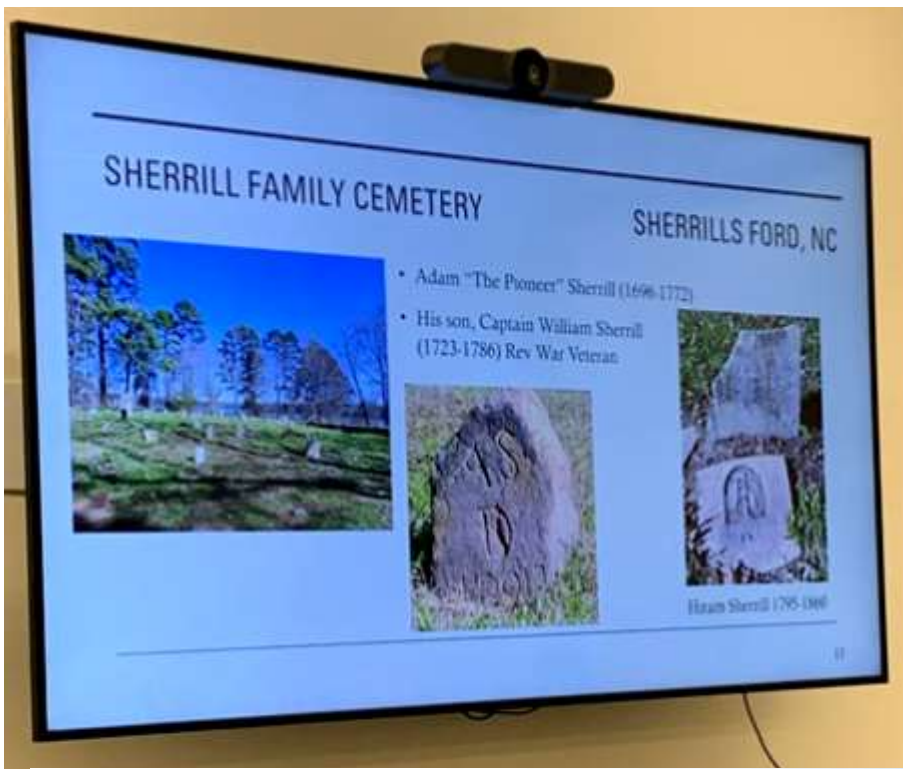 SHERRILL FAMILY CEMETERY
SHERRILLS FORD, NC
• Adam "The Pioneer" Sherrill (1696-1772)
• His son, Captain William Sherrill
(1723-1786) Rev War Veteran
AS
D
Hiram Sherrill 1795-1860